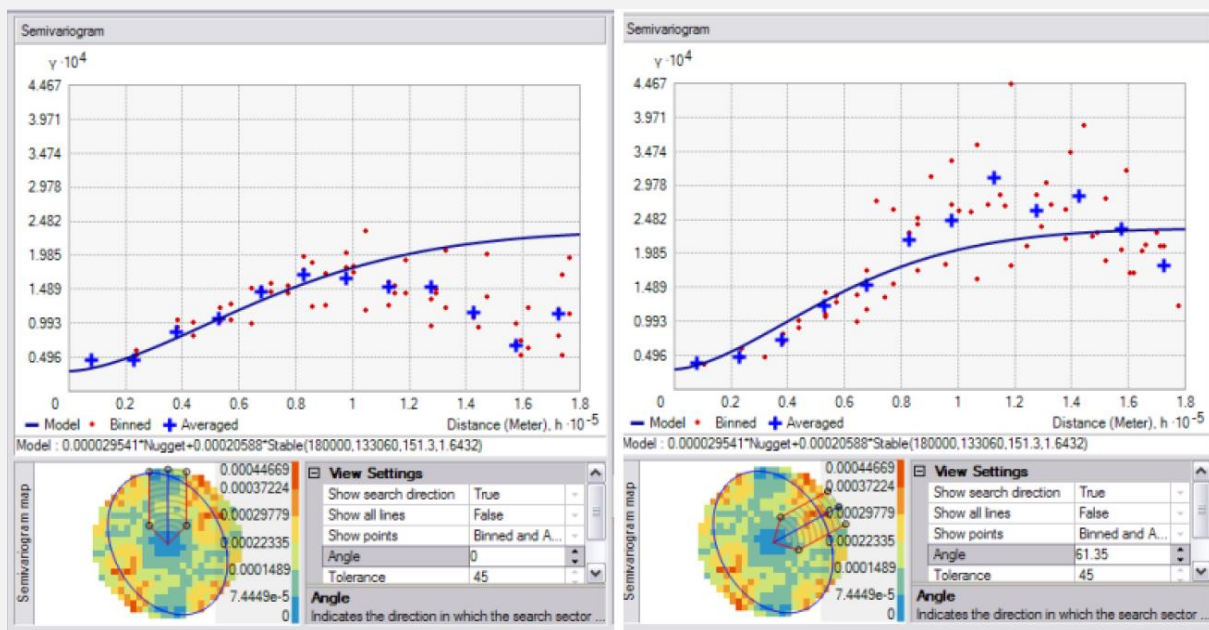 Semivariogram
γ·10⁴
4.467
3.971
3.474
2.978
2.482
1.985
1.489
0.993
0.496
0 0.2 0.4 0.6 0.8 1 1.2 1.4 1.6 1.8
Model Binned Averaged Distance (Meter), h·10⁻⁵
Model : 0.000029541*Nugget+0.00020588*Stable(180000,133060,151.3,1.6432)
Semivariogram map
0.00044669
0.00037224
0.00029779
0.00022335
0.0001489
7.4449e-5
0
View Settings
Show search direction True
Show all lines False
Show points Binned and A...
Angle 0
Tolerance 45
Angle
Indicates the direction in which the search sector ...
Semivariogram
γ·10⁴
4.467
3.971
3.474
2.978
2.482
1.985
1.489
0.993
0.496
0 0.2 0.4 0.6 0.8 1 1.2 1.4 1.6 1.8
Model Binned Averaged Distance (Meter), h·10⁻⁵
Model : 0.000029541*Nugget+0.00020588*Stable(180000,133060,151.3,1.6432)
Semivariogram map
0.00044669
0.00037224
0.00029779
0.00022335
0.0001489
7.4449e-5
0
View Settings
Show search direction True
Show all lines False
Show points Binned and A...
Angle 61.35
Tolerance 45
Angle
Indicates the direction in which the search sector ...